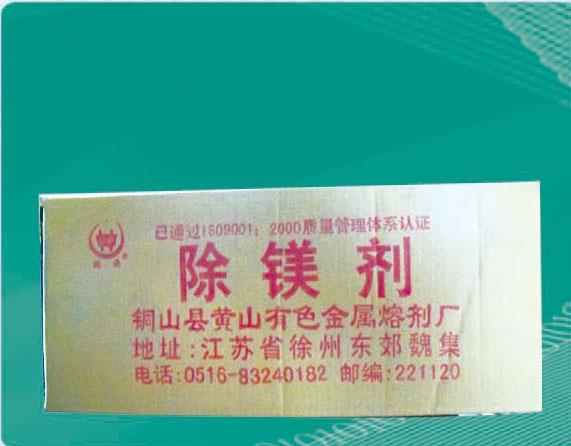 已通过ISO9001：2000质量管理体系认证
除镁剂
铜山县黄山有色金属熔剂厂
地址:江苏省徐州东郊魏集
电话:0516-83240182 邮编:221120